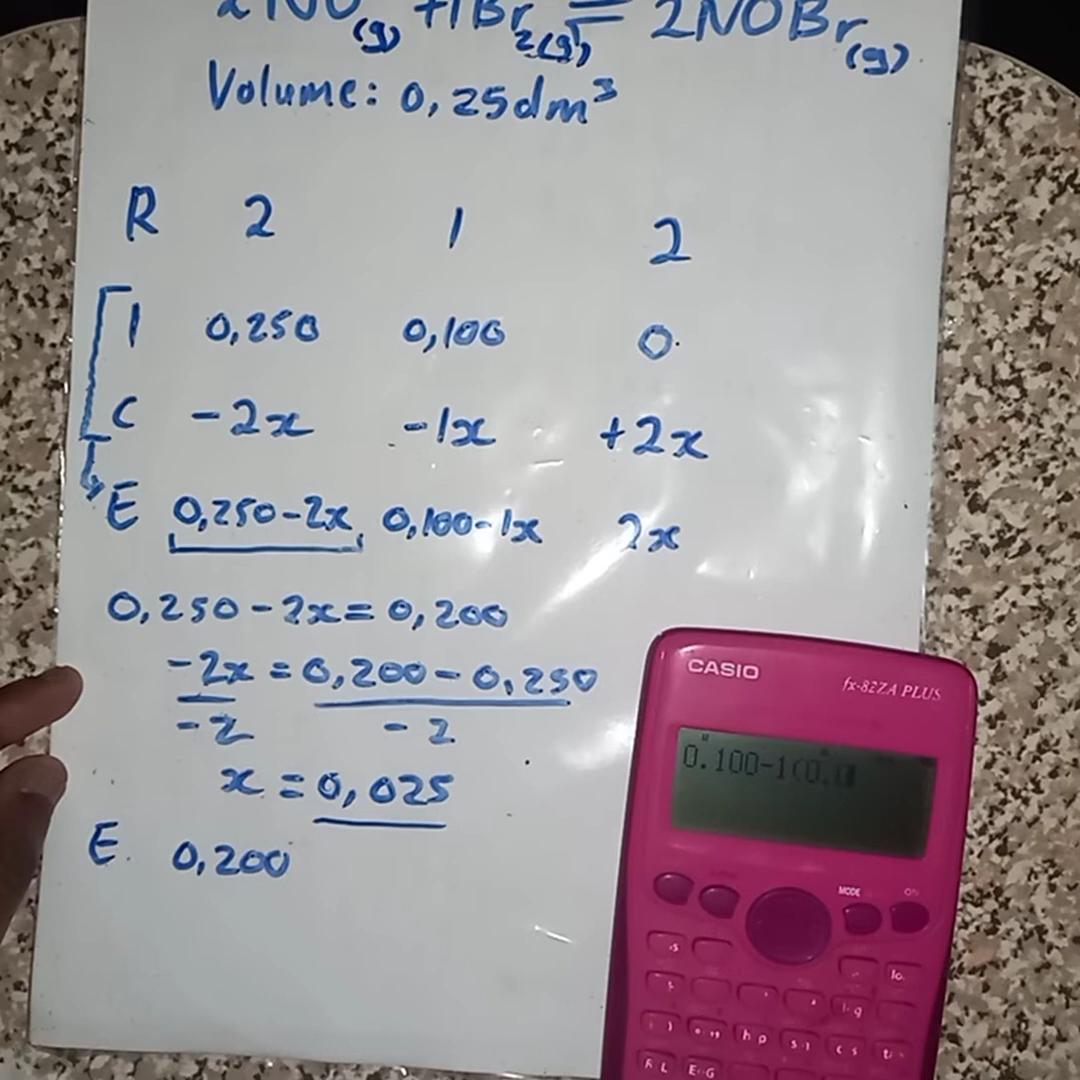 2NO(g) + 1Br2(g) ⇌ 2NOBr(g)
Volume: 0,25dm³
R 2 1 2
I 0,250 0,100 0
C -2x -1x +2x
E 0,250-2x 0,100-1x 2x
0,250-2x=0,200
-2x = 0,200-0,250
-2 -2
x = 0,025
E. 0,200
CASIO
fx-82ZA PLUS
0.100-1(0.
MODE
ON